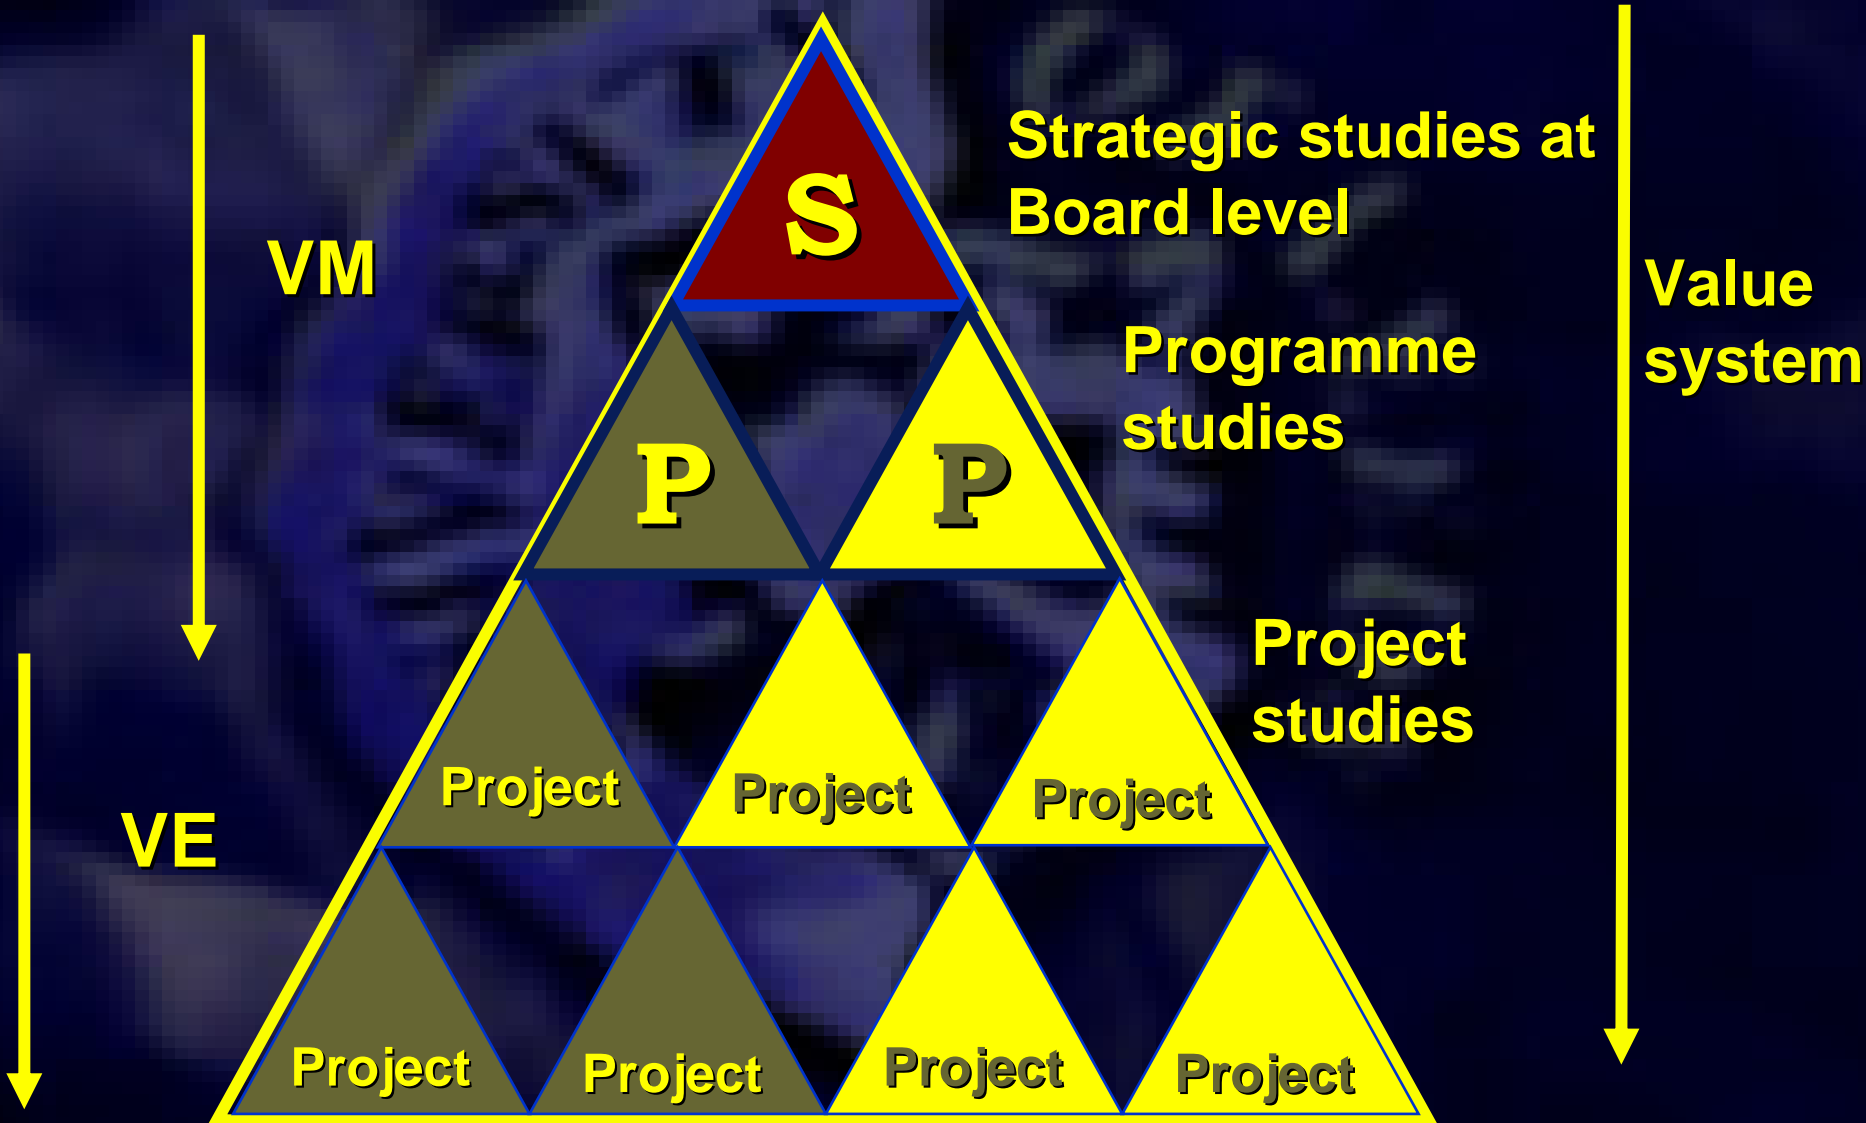 S
Strategic studies at
Board level
VM
Value
system
Programme
studies
P
P
Project
studies
Project
Project
Project
VE
Project
Project
Project
Project